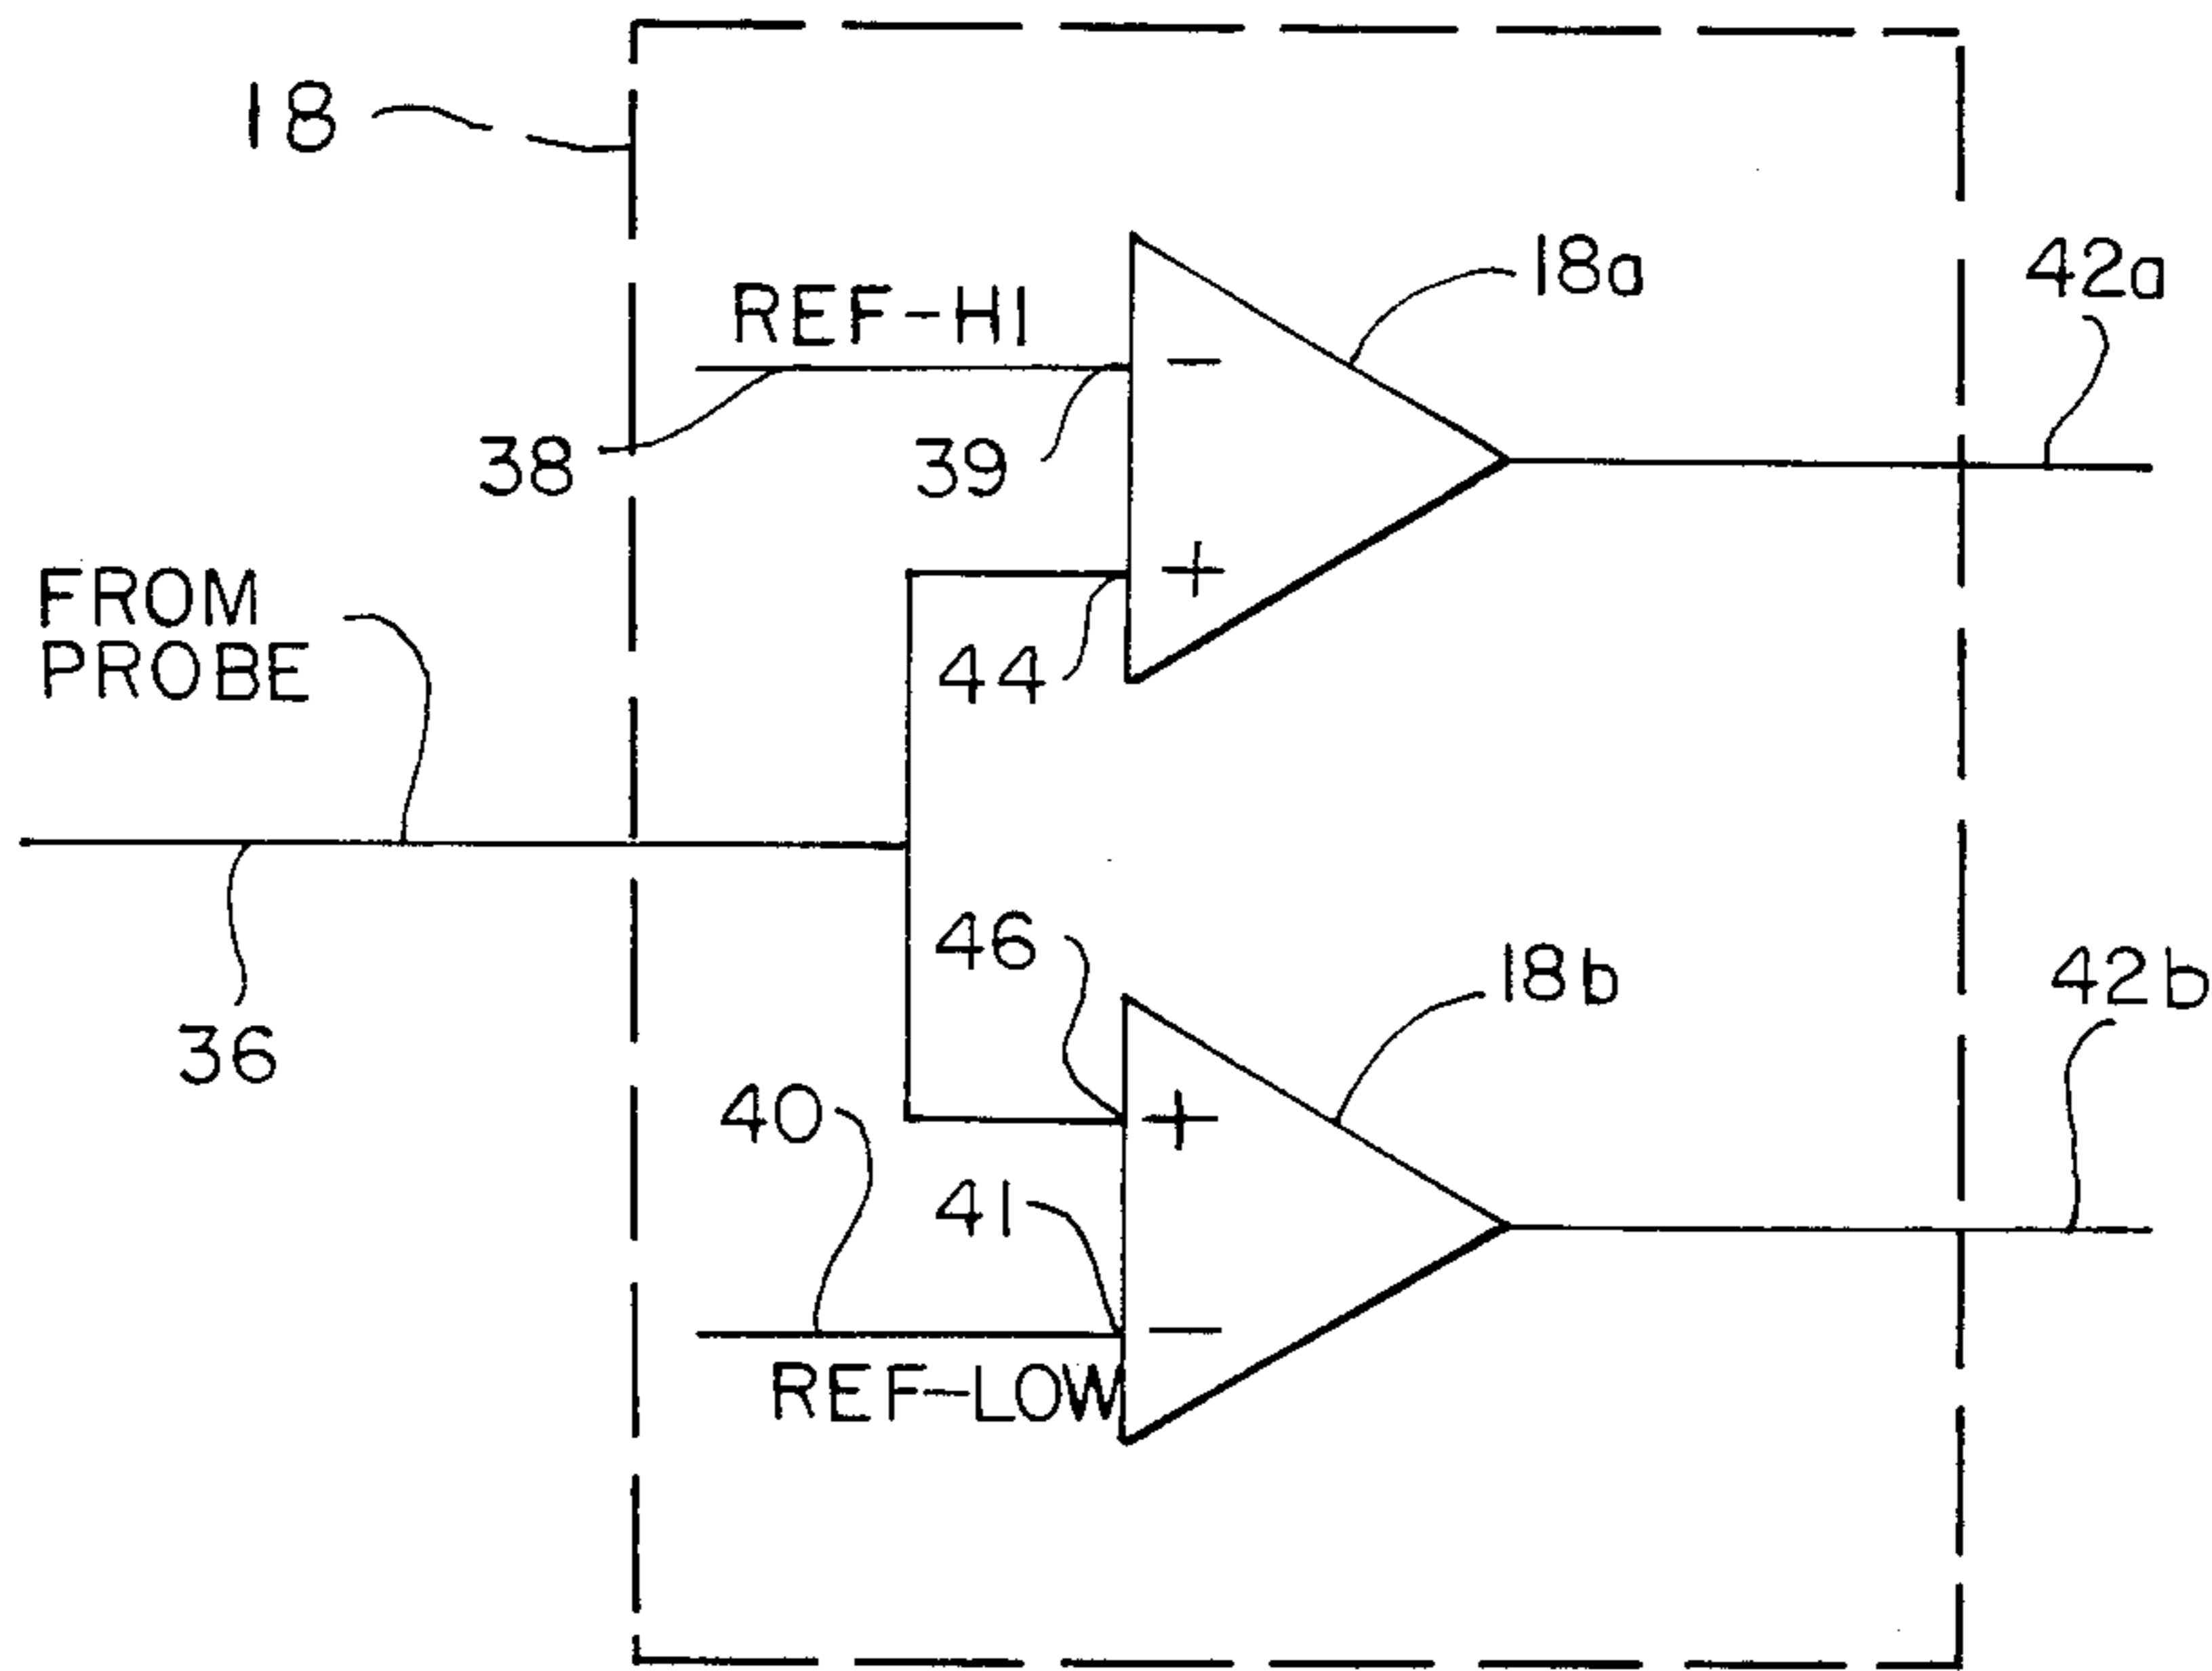 18
18a
42a
REF-HI
38
39
−
+
FROM
PROBE
44
46
18b
42b
36
40
+
41
−
REF-LOW